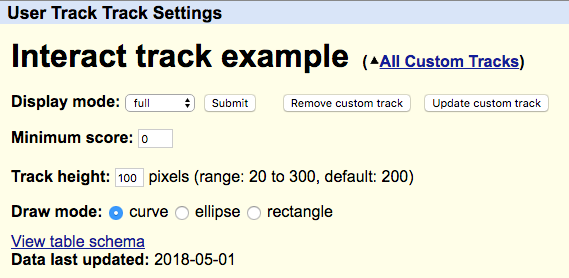 User Track Track Settings
Interact track example (▲All Custom Tracks)
Display mode: full Submit Remove custom track Update custom track
Minimum score: 0
Track height: 100 pixels (range: 20 to 300, default: 200)
Draw mode: curve ellipse rectangle
View table schema
Data last updated: 2018-05-01